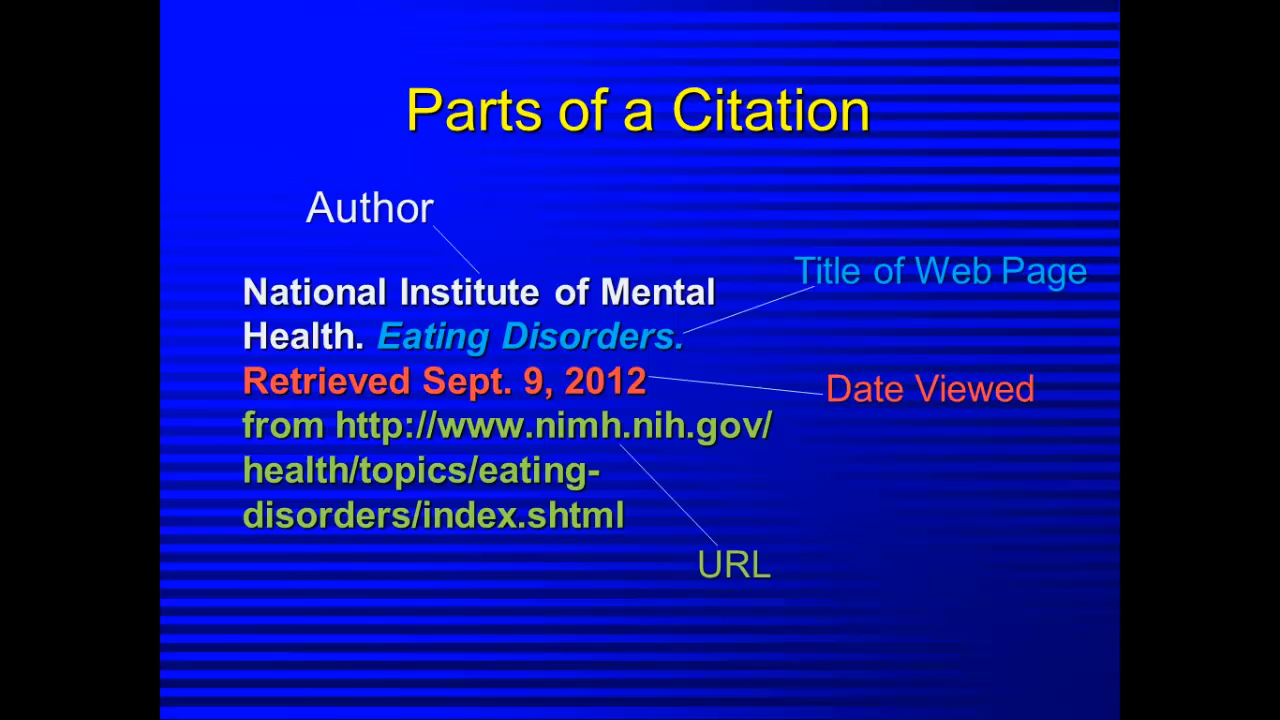 Parts of a Citation
Author
National Institute of Mental
Title of Web Page
Health. Eating Disorders.
Retrieved Sept. 9, 2012
Date Viewed
from http://www.nimh.nih.gov/
health/topics/eating-
disorders/index.shtml
URL